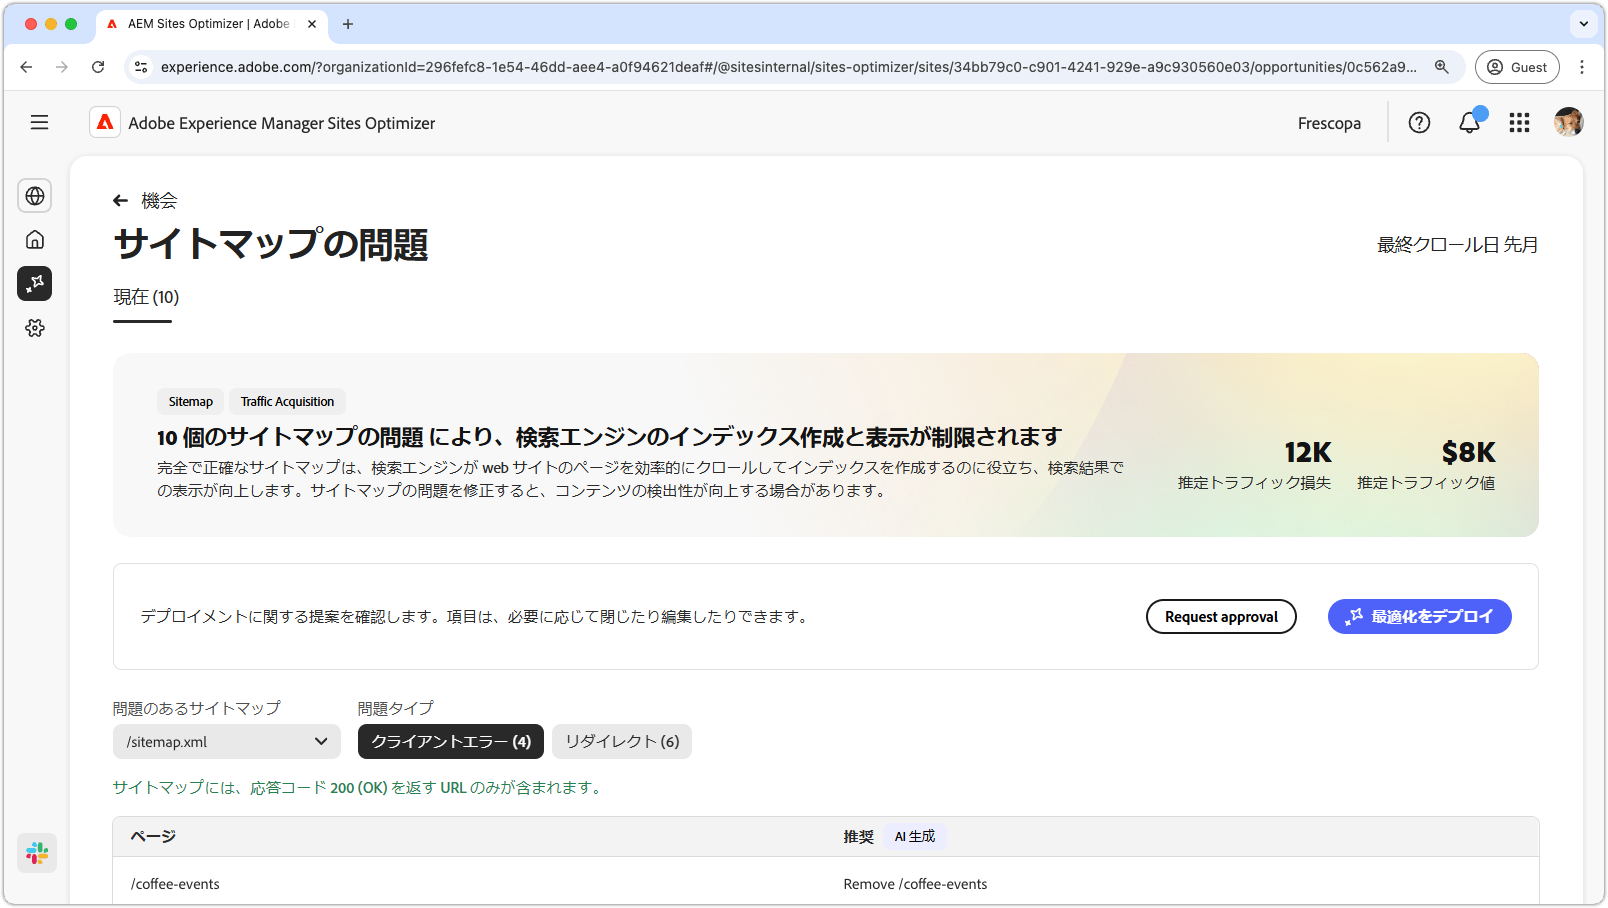 AEM Sites Optimizer | Adobe
experience.adobe.com/?organizationId=296fefc8-1e54-46dd-aee4-a0f94621deaf#/@sitesinternal/sites-optimizer/sites/34bb79c0-c901-4241-929e-a9c930560e03/opportunities/0c562a9...
Guest
Adobe Experience Manager Sites Optimizer
Frescopa
機会
サイトマップの問題
最終クロール日 先月
現在 (10)
Sitemap
Traffic Acquisition
10 個のサイトマップの問題 により、検索エンジンのインデックス作成と表示が制限されます
完全で正確なサイトマップは、検索エンジンが web サイトのページを効率的にクロールしてインデックスを作成するのに役立ち、検索結果で
の表示が向上します。サイトマップの問題を修正すると、コンテンツの検出性が向上する場合があります。
12K
推定トラフィック損失
$8K
推定トラフィック値
デプロイメントに関する提案を確認します。項目は、必要に応じて閉じたり編集したりできます。
Request approval
最適化をデプロイ
問題のあるサイトマップ
問題タイプ
/sitemap.xml
クライアントエラー (4)
リダイレクト (6)
サイトマップには、応答コード 200 (OK) を返す URL のみが含まれます。
ページ
推奨
AI 生成
/coffee-events
Remove /coffee-events